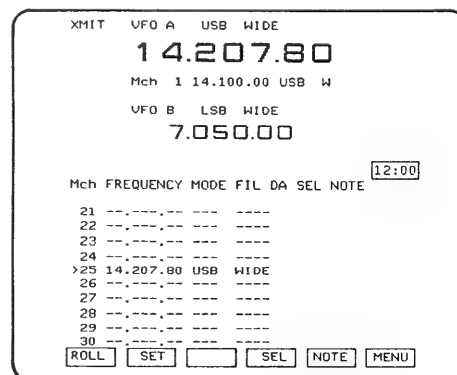 XMIT VFO A USB WIDE
14.207.80
Mch 1 14.100.00 USB W
VFO B LSB WIDE
7.050.00
12:00
Mch FREQUENCY MODE FIL DA SEL NOTE
21 --.---.-- --- ----
22 --.---.-- --- ----
23 --.---.-- --- ----
24 --.---.-- --- ----
>25 14.207.80 USB WIDE
26 --.---.-- --- ----
27 --.---.-- --- ----
28 --.---.-- --- ----
29 --.---.-- --- ----
30 --.---.-- --- ----
ROLL SET SEL NOTE MENU